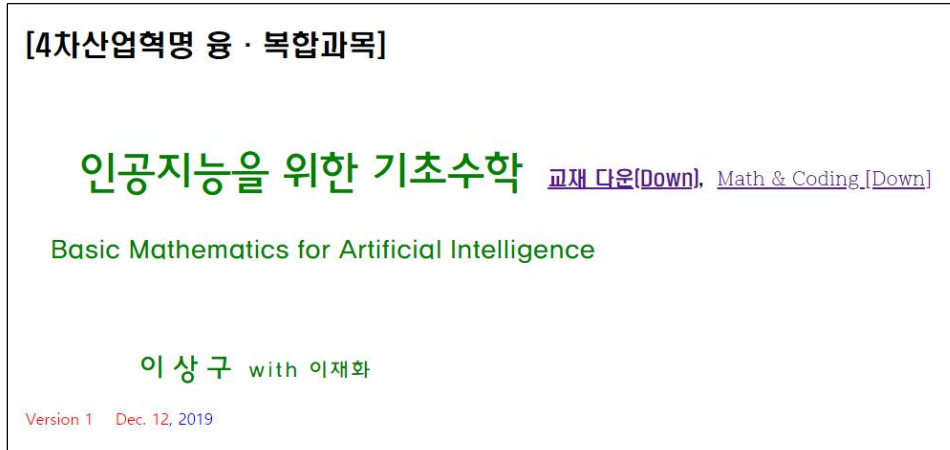 [4차산업혁명 융 · 복합과목]
인공지능을 위한 기초수학 교재 다운(Down), Math & Coding [Down]
Basic Mathematics for Artificial Intelligence
이 상 구 with 이재화
Version 1 Dec. 12, 2019